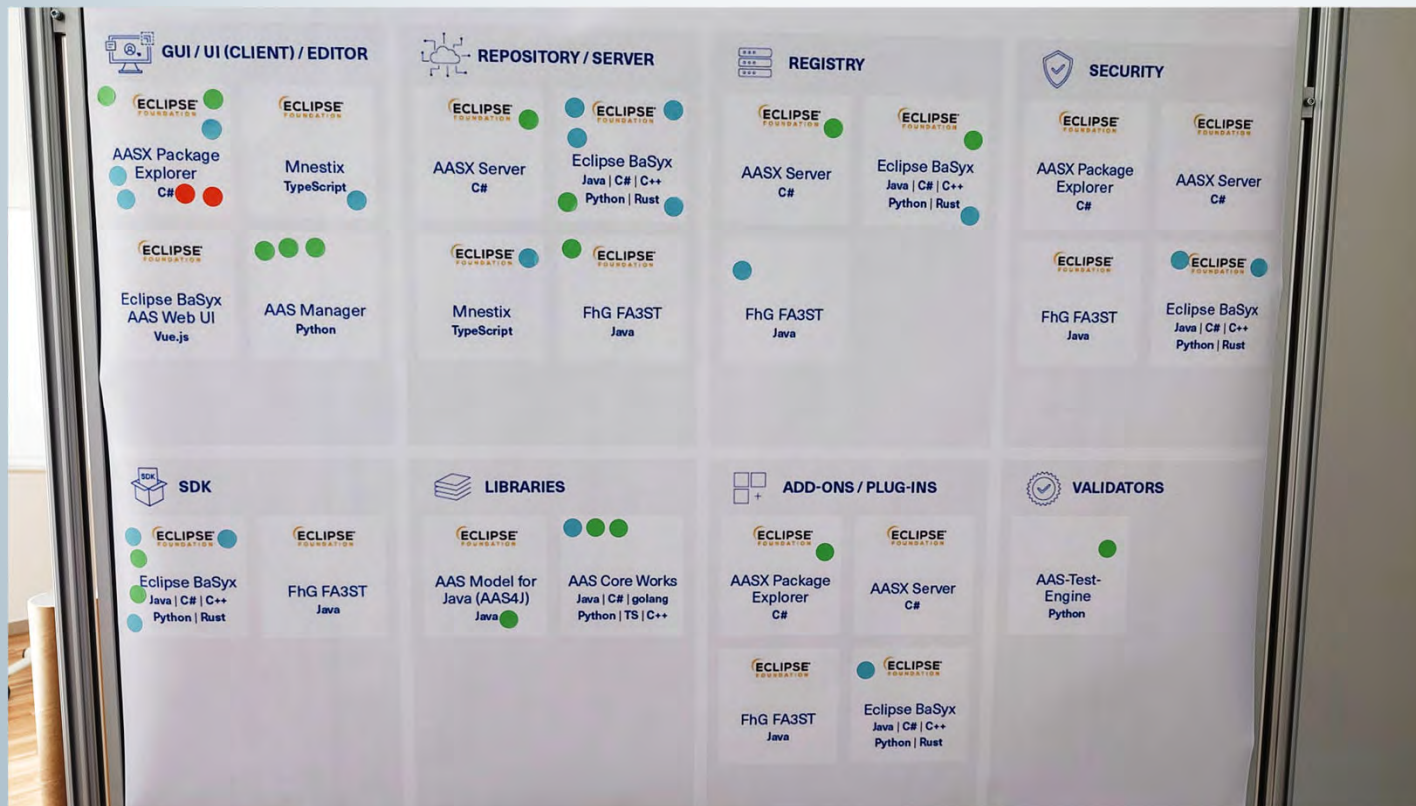 GUI / UI (CLIENT) / EDITOR
ECLIPSE
FOUNDATION
AASX Package
Explorer
C#
ECLIPSE
FOUNDATION
Mnestix
TypeScript
ECLIPSE
FOUNDATION
Eclipse BaSyx
AAS Web UI
Vue.js
AAS Manager
Python
REPOSITORY / SERVER
ECLIPSE
FOUNDATION
AASX Server
C#
ECLIPSE
FOUNDATION
Eclipse BaSyx
Java | C# | C++
Python | Rust
ECLIPSE
FOUNDATION
Mnestix
TypeScript
ECLIPSE
FOUNDATION
FhG FA3ST
Java
REGISTRY
ECLIPSE
FOUNDATION
AASX Server
C#
ECLIPSE
FOUNDATION
Eclipse BaSyx
Java | C# | C++
Python | Rust
FhG FA3ST
Java
SECURITY
ECLIPSE
FOUNDATION
AASX Package
Explorer
C#
ECLIPSE
FOUNDATION
AASX Server
C#
ECLIPSE
FOUNDATION
FhG FA3ST
Java
ECLIPSE
FOUNDATION
Eclipse BaSyx
Java | C# | C++
Python | Rust
SDK
SDK
ECLIPSE
FOUNDATION
Eclipse BaSyx
Java | C# | C++
Python | Rust
ECLIPSE
FOUNDATION
FhG FA3ST
Java
LIBRARIES
ECLIPSE
FOUNDATION
AAS Model for
Java (AAS4J)
Java
AAS Core Works
Java | C# | golang
Python | TS | C++
ADD-ONS / PLUG-INS
ECLIPSE
FOUNDATION
AASX Package
Explorer
C#
ECLIPSE
FOUNDATION
AASX Server
C#
ECLIPSE
FOUNDATION
FhG FA3ST
Java
ECLIPSE
FOUNDATION
Eclipse BaSyx
Java | C# | C++
Python | Rust
VALIDATORS
AAS-Test-
Engine
Python